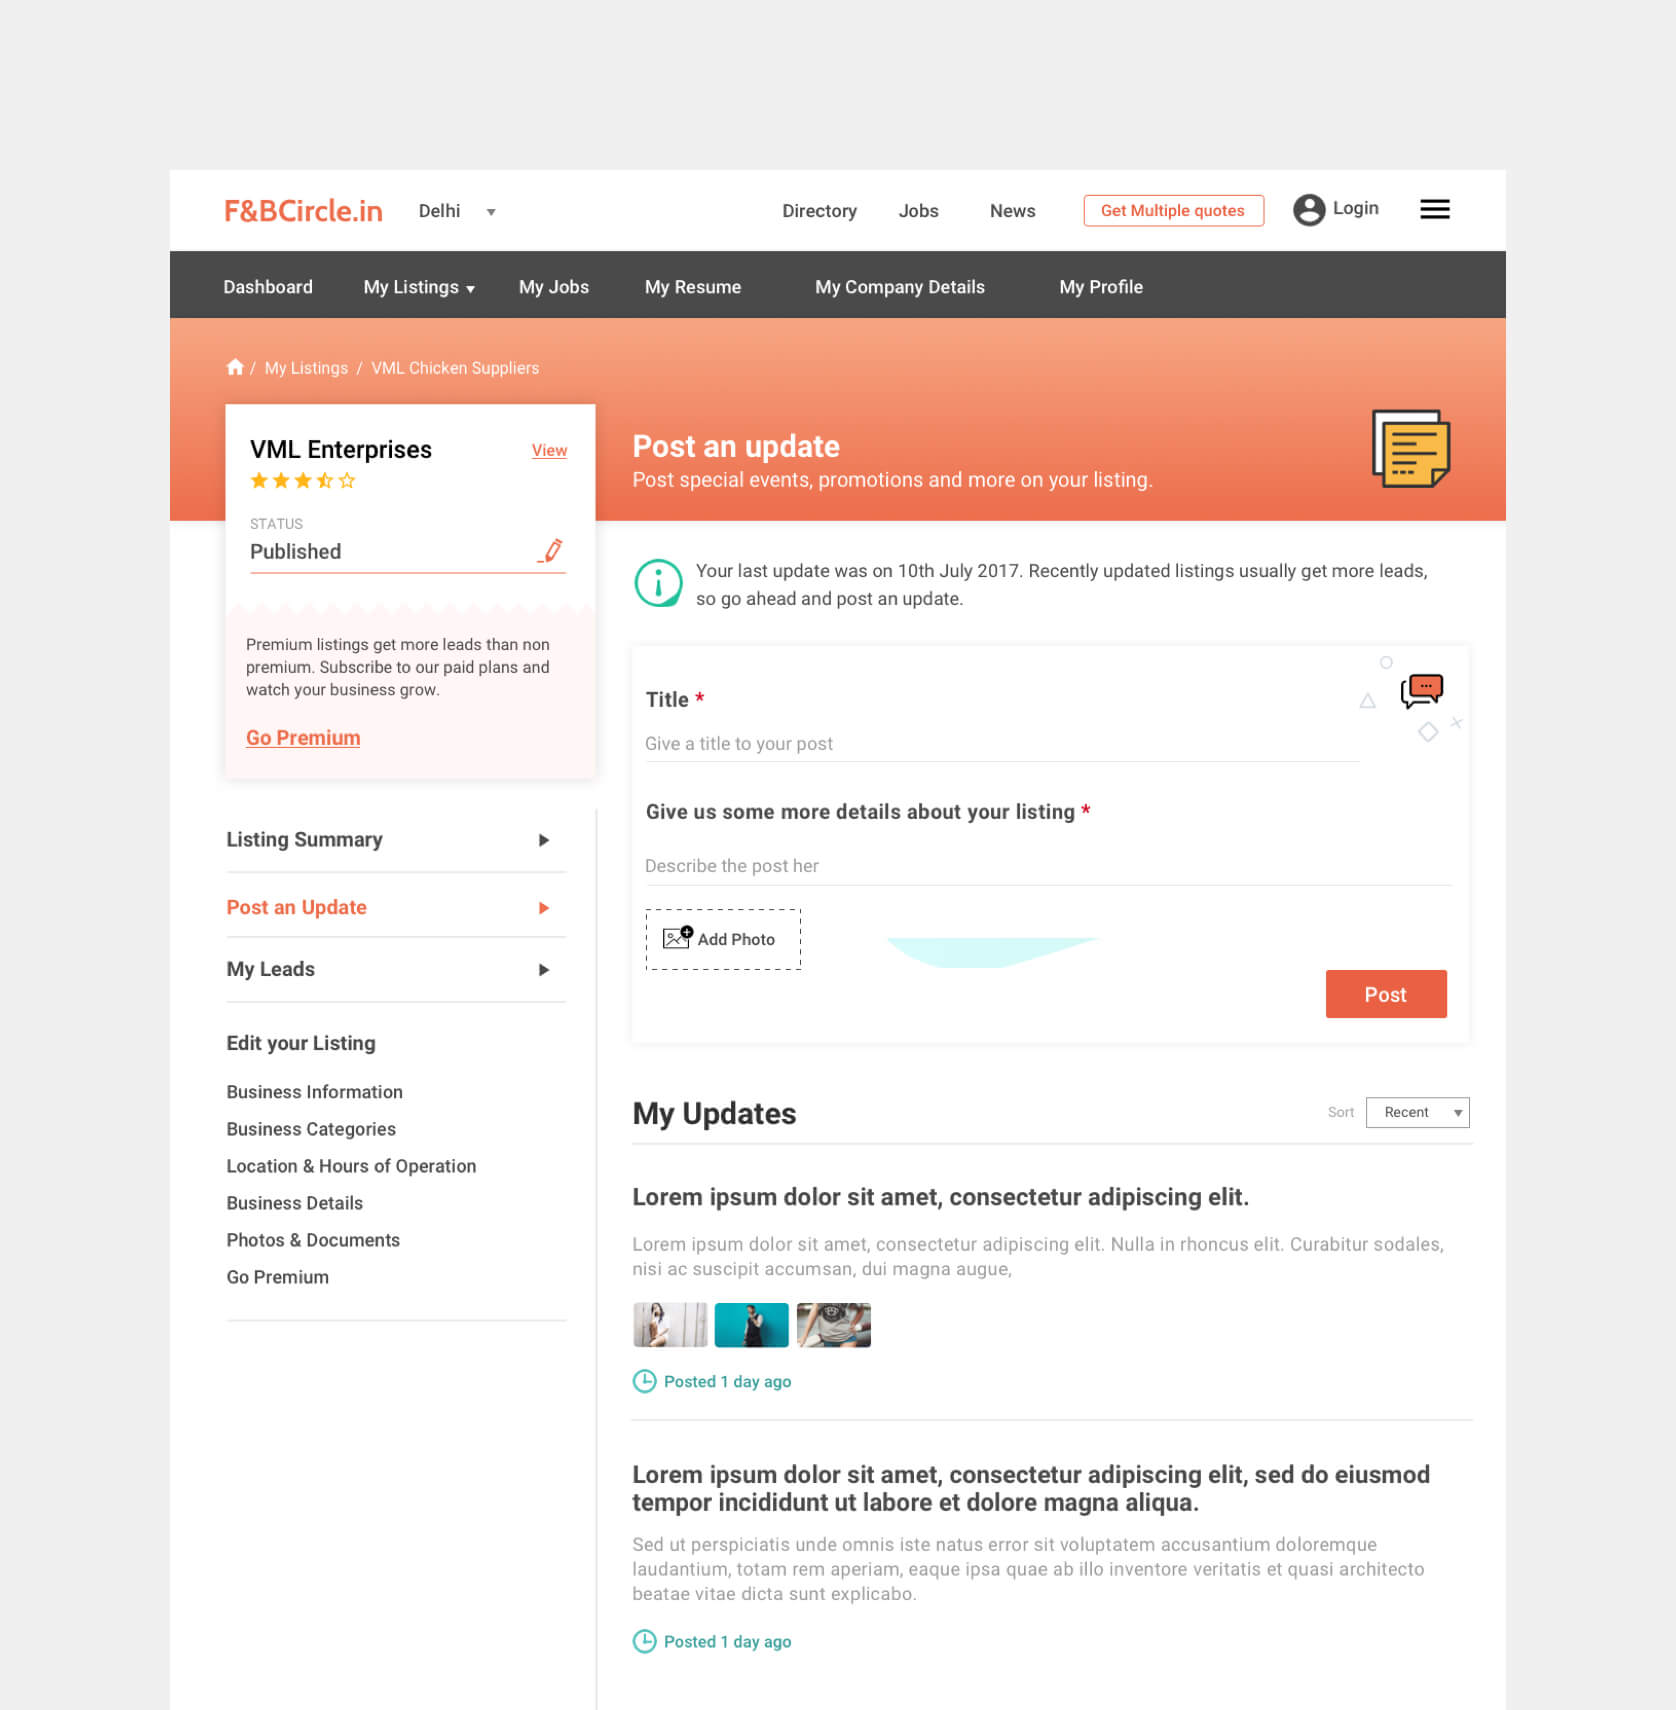 F&BCircle.in
Delhi
Directory
Jobs
News
Get Multiple quotes
Login
Dashboard
My Listings
My Jobs
My Resume
My Company Details
My Profile
/ My Listings / VML Chicken Suppliers
VML Enterprises
View
STATUS
Published
Premium listings get more leads than non
premium. Subscribe to our paid plans and
watch your business grow.
Go Premium
Listing Summary
Post an Update
My Leads
Edit your Listing
Business Information
Business Categories
Location & Hours of Operation
Business Details
Photos & Documents
Go Premium
Post an update
Post special events, promotions and more on your listing.
Your last update was on 10th July 2017. Recently updated listings usually get more leads,
so go ahead and post an update.
Title *
Give a title to your post
Give us some more details about your listing *
Describe the post her
Add Photo
Post
My Updates
Sort
Recent
Lorem ipsum dolor sit amet, consectetur adipiscing elit.
Lorem ipsum dolor sit amet, consectetur adipiscing elit. Nulla in rhoncus elit. Curabitur sodales,
nisi ac suscipit accumsan, dui magna augue,
Posted 1 day ago
Lorem ipsum dolor sit amet, consectetur adipiscing elit, sed do eiusmod
tempor incididunt ut labore et dolore magna aliqua.
Sed ut perspiciatis unde omnis iste natus error sit voluptatem accusantium doloremque
laudantium, totam rem aperiam, eaque ipsa quae ab illo inventore veritatis et quasi architecto
beatae vitae dicta sunt explicabo.
Posted 1 day ago